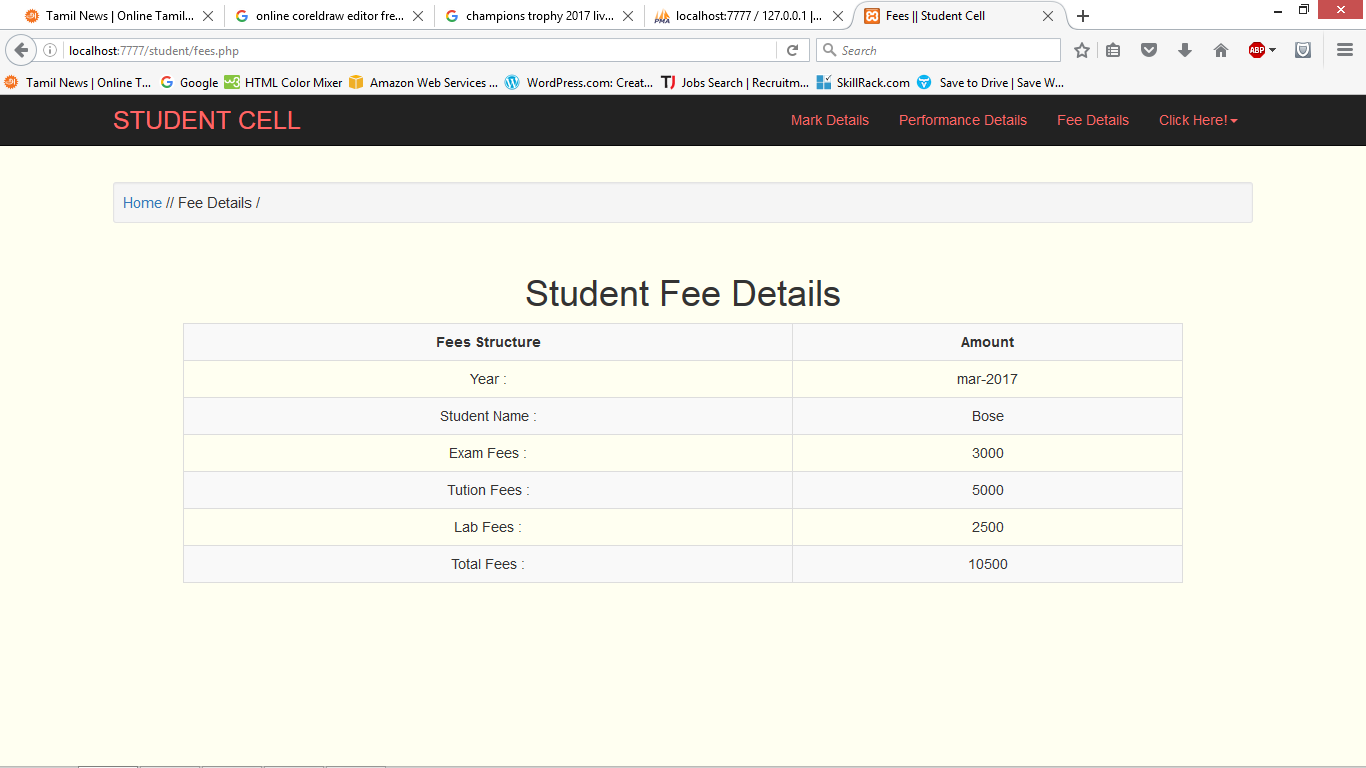 Tamil News | Online Tamil... online coreldraw editor fre... champions trophy 2017 liv... localhost:7777 / 127.0.0.1 |... Fees || Student Cell
localhost:7777/student/fees.php Search ABP
Tamil News | Online T... Google HTML Color Mixer Amazon Web Services ... WordPress.com: Creat... TJ Jobs Search | Recruitm... SkillRack.com Save to Drive | Save W...
STUDENT CELL Mark Details Performance Details Fee Details Click Here!
Home // Fee Details /
Student Fee Details
Fees Structure Amount
Year : mar-2017
Student Name : Bose
Exam Fees : 3000
Tution Fees : 5000
Lab Fees : 2500
Total Fees : 10500